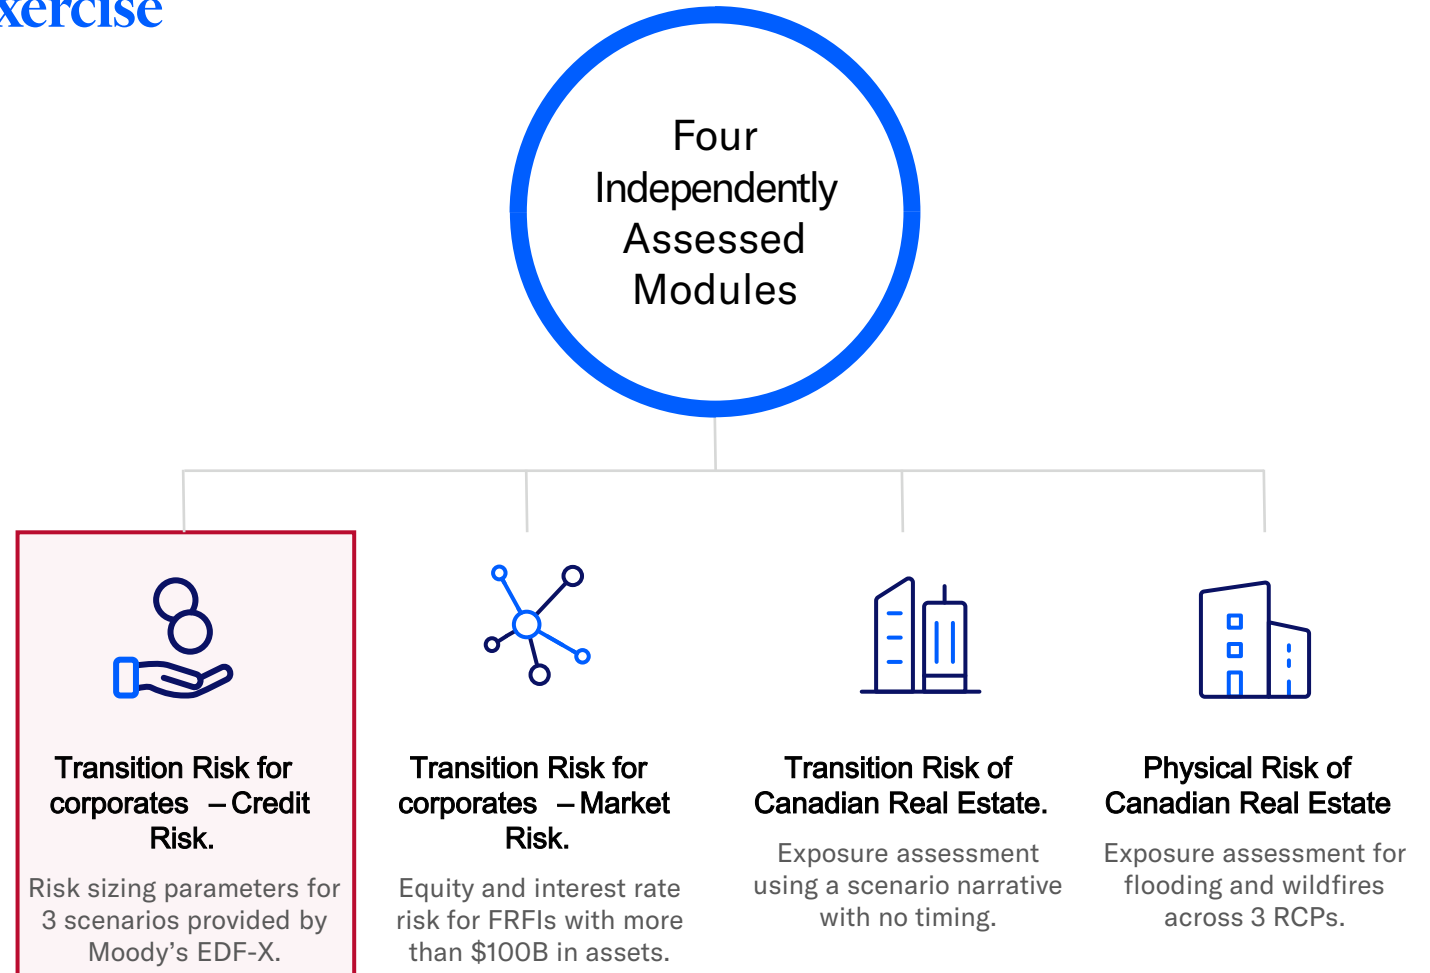 xercise
Four
Independently
Assessed
Modules
Transition Risk for
corporates – Credit
Risk.
Risk sizing parameters for
3 scenarios provided by
Moody's EDF-X.
Transition Risk for
corporates – Market
Risk.
Equity and interest rate
risk for FRFIs with more
than $100B in assets.
Transition Risk of
Canadian Real Estate.
Exposure assessment
using a scenario narrative
with no timing.
Physical Risk of
Canadian Real Estate
Exposure assessment for
flooding and wildfires
across 3 RCPs.